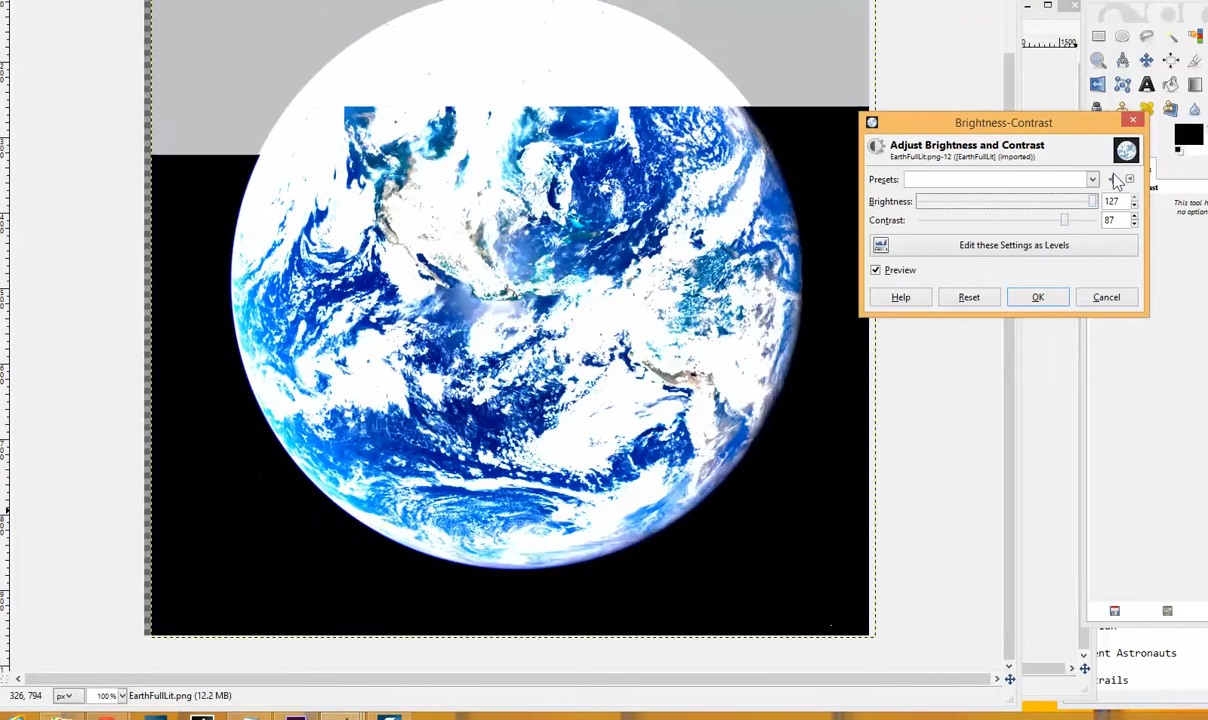 1500
Brightness-Contrast
Adjust Brightness and Contrast
EarthFullLit.png-12 ([EarthFullLit] (imported))
Presets:
Brightness: 127
Contrast: 87
Edit these Settings as Levels
Preview
Help Reset OK Cancel
This tool h
no option
ent Astronauts
trails
326, 794 px 100 % EarthFullLit.png (12.2 MB)